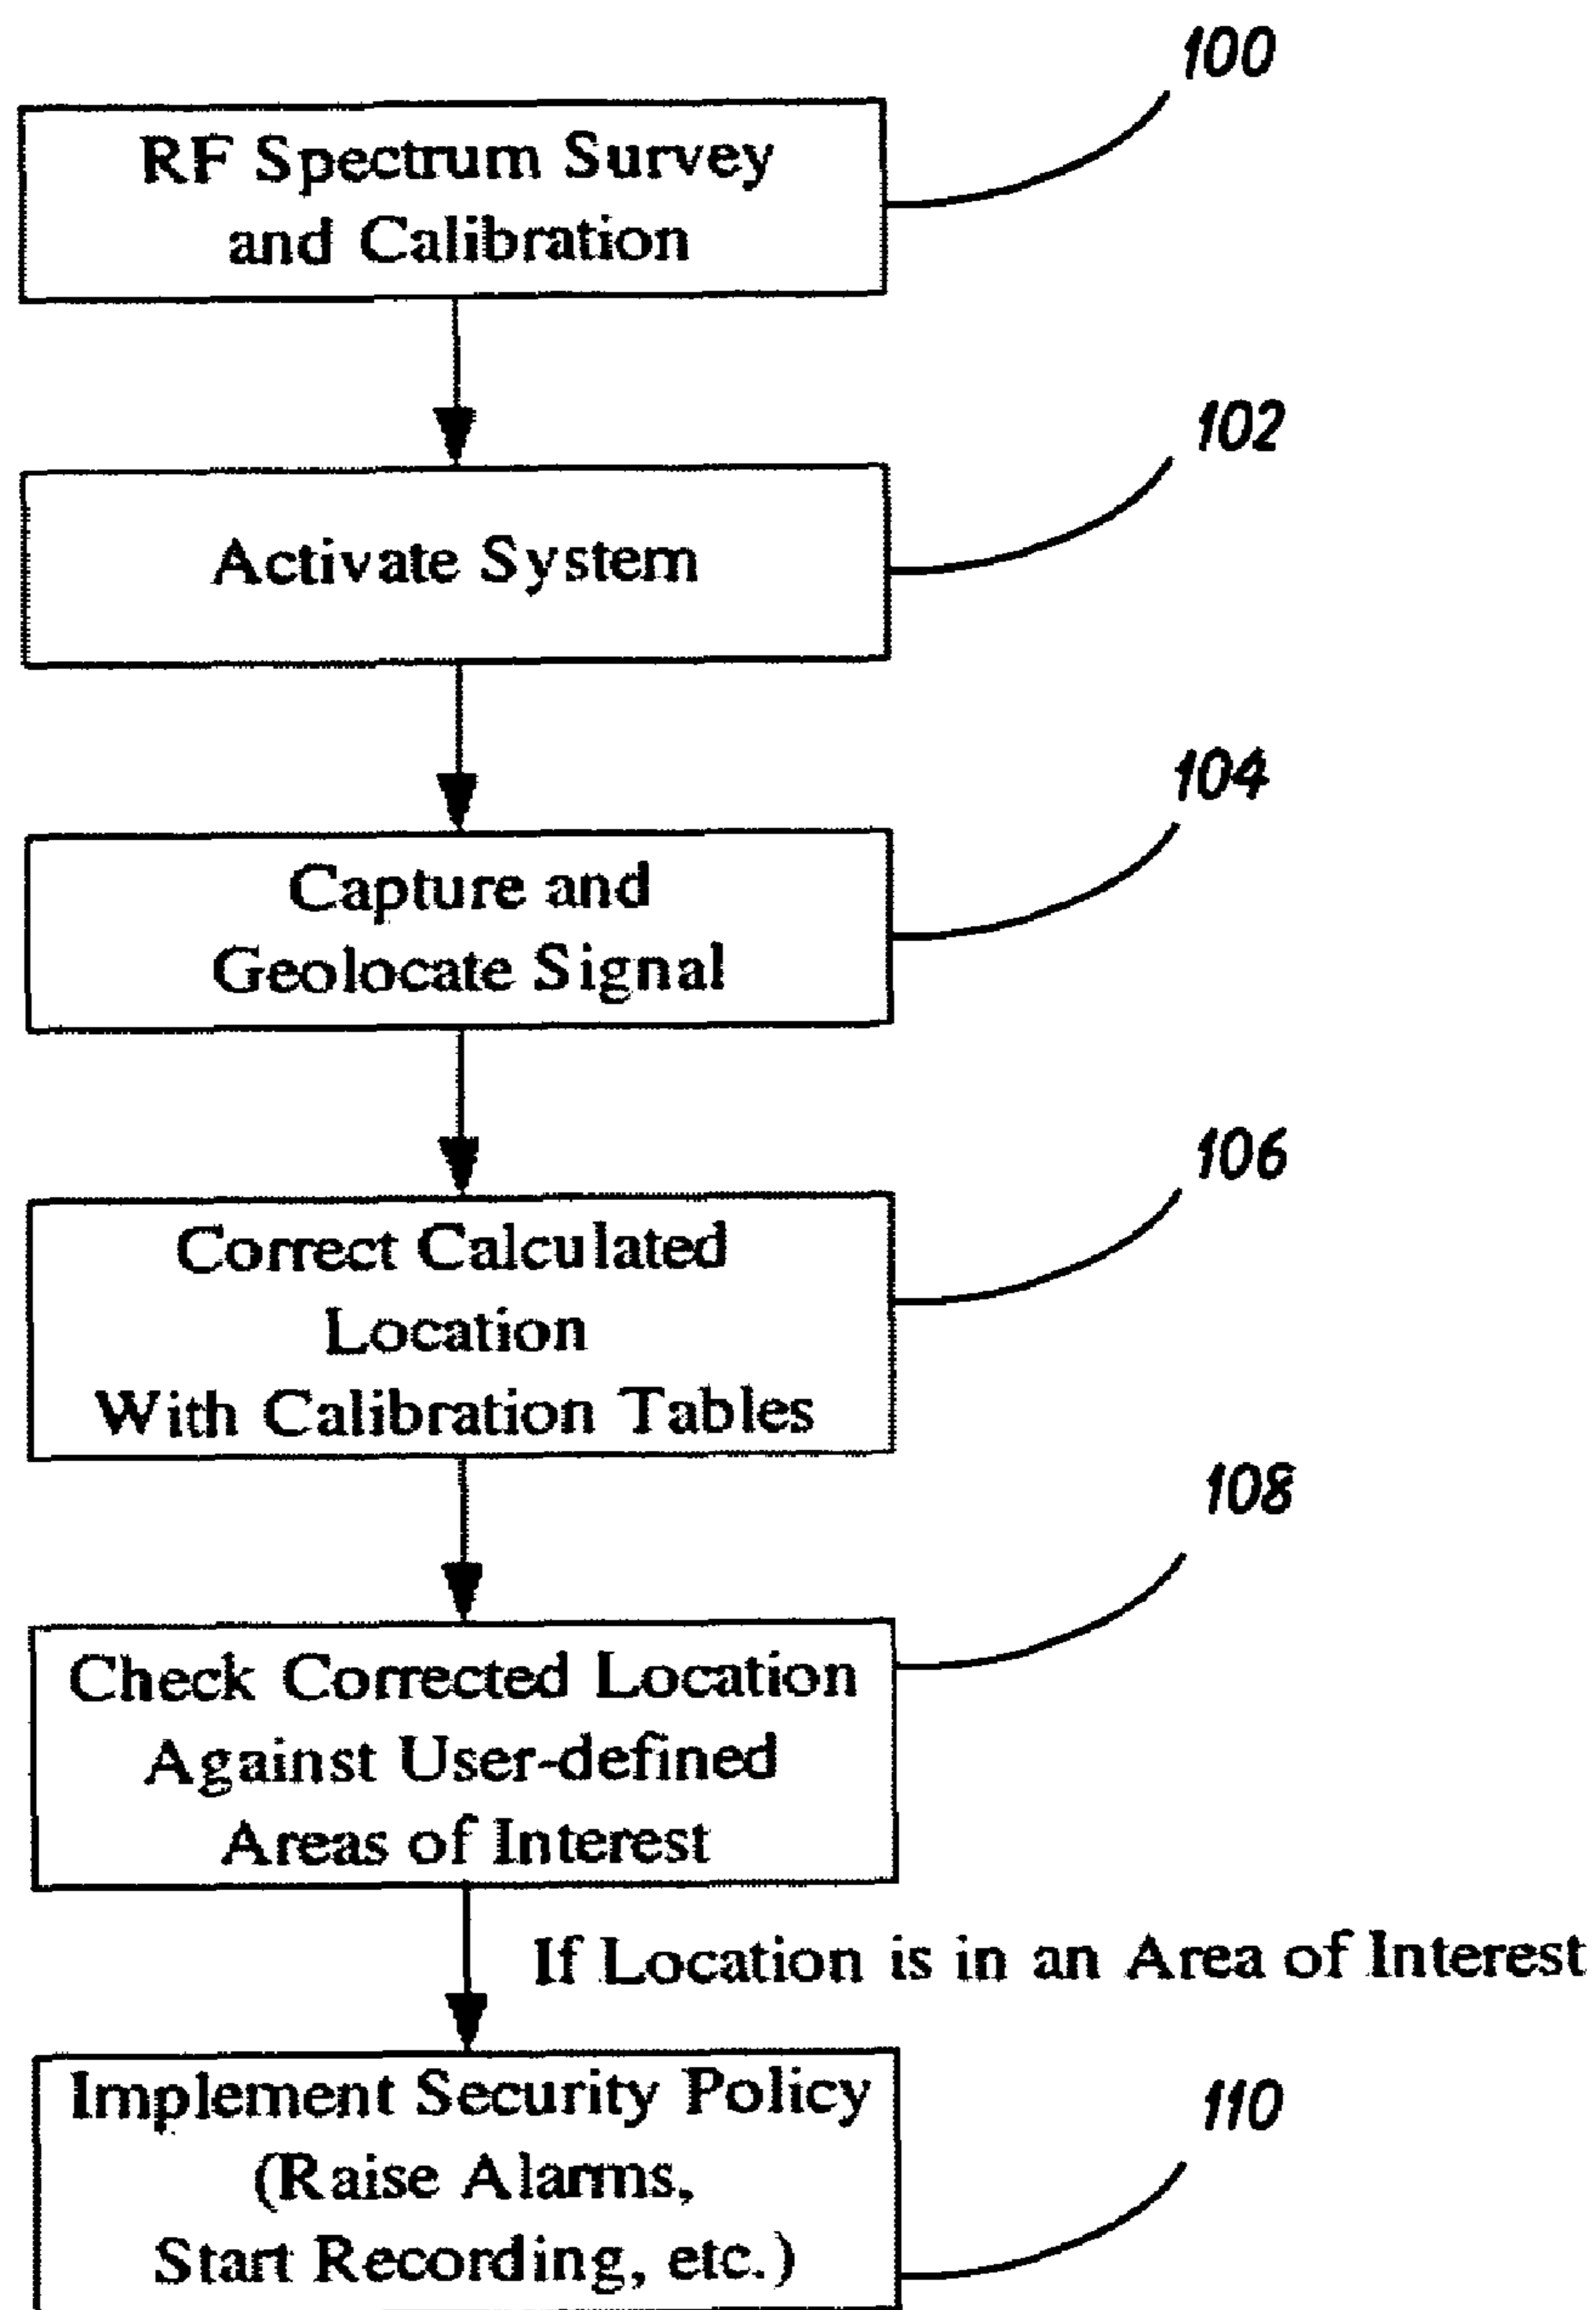 100
RF Spectrum Survey
and Calibration
102
Activate System
104
Capture and
Geolocate Signal
106
Correct Calculated
Location
With Calibration Tables
108
Check Corrected Location
Against User-defined
Areas of Interest
If Location is in an Area of Interest
Implement Security Policy
110
(Raise Alarms,
Start Recording, etc.)